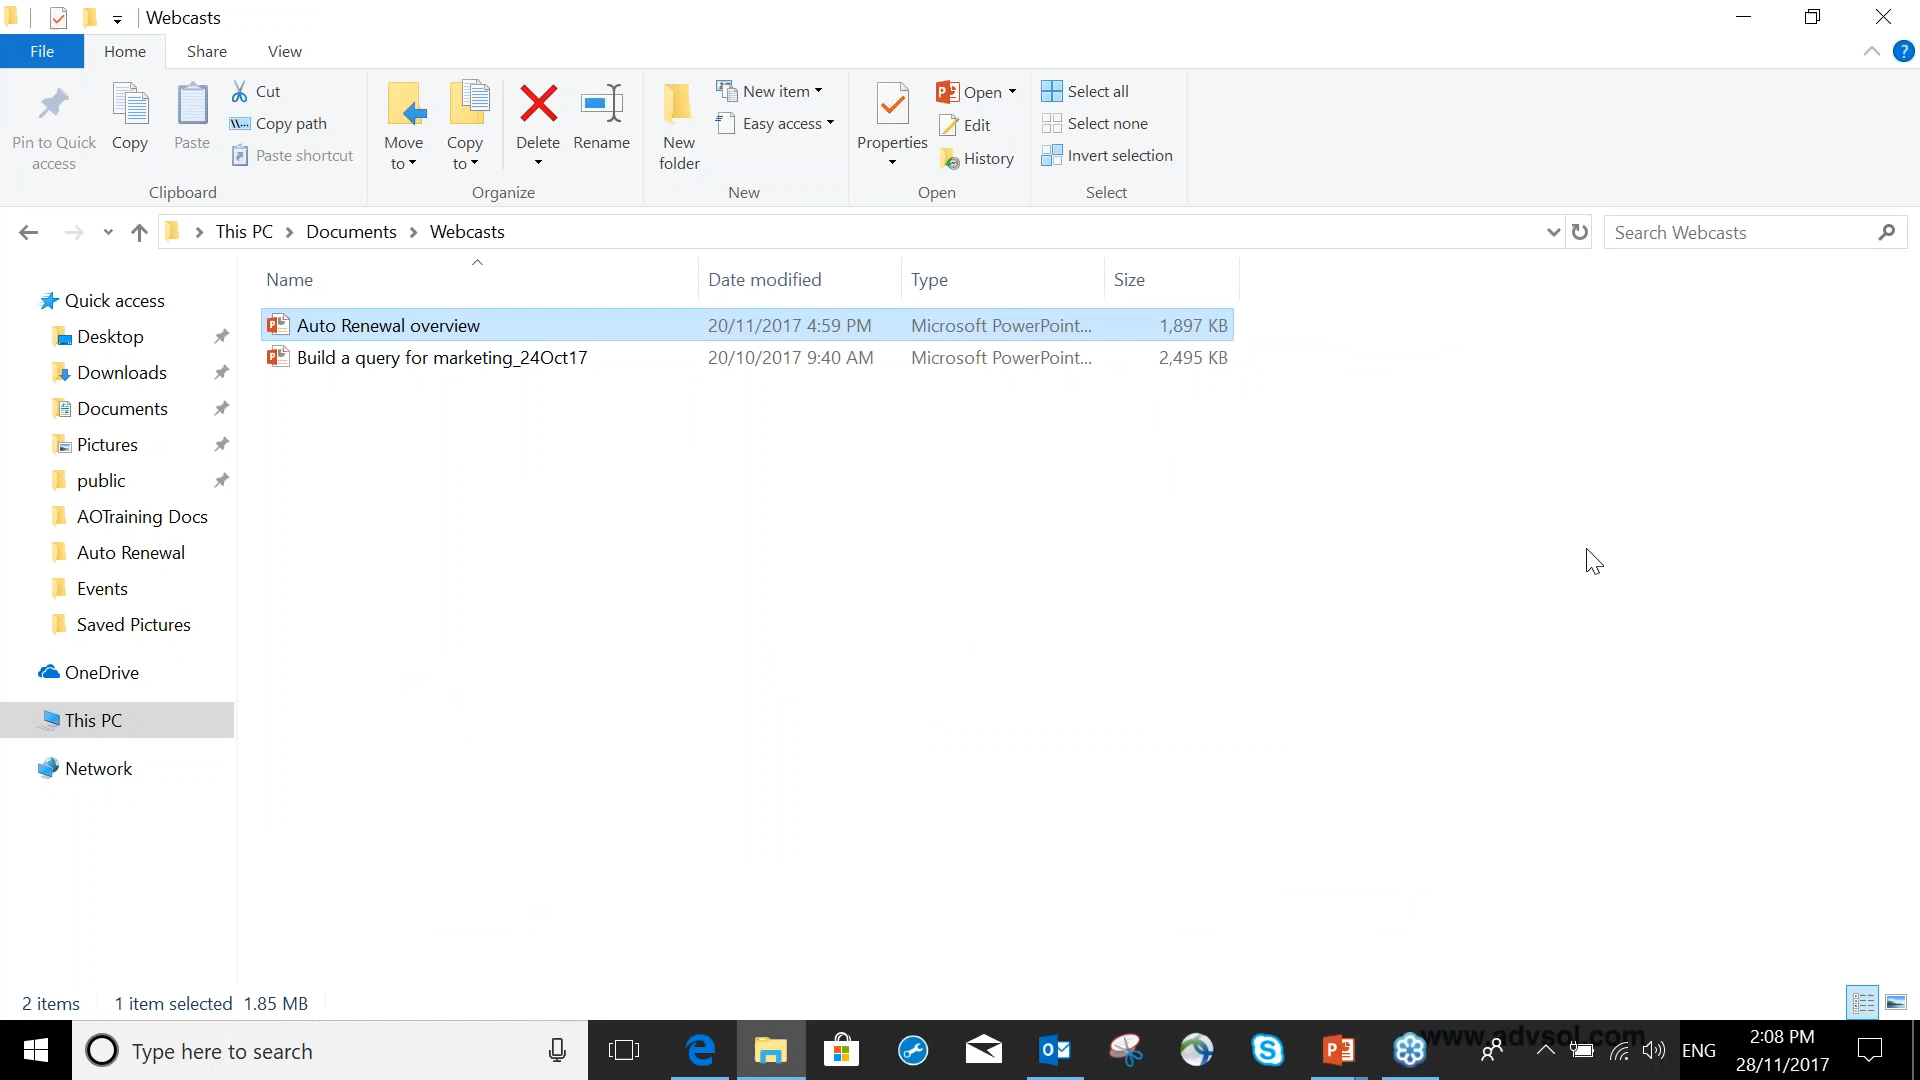 Webcasts
File Home Share View
Pin to Quick access
Copy
Paste
Cut
Copy path
Paste shortcut
Clipboard
Move to
Copy to
Delete
Rename
Organize
New folder
New item
Easy access
New
Properties
Open
Edit
History
Open
Select all
Select none
Invert selection
Select
This PC Documents Webcasts
Search Webcasts
Name Date modified Type Size
Auto Renewal overview 20/11/2017 4:59 PM Microsoft PowerPoint... 1,897 KB
Build a query for marketing_24Oct17 20/10/2017 9:40 AM Microsoft PowerPoint... 2,495 KB
Quick access
Desktop
Downloads
Documents
Pictures
public
AOTraining Docs
Auto Renewal
Events
Saved Pictures
OneDrive
This PC
Network
2 items 1 item selected 1.85 MB
Type here to search
www.advsol.com
ENG
2:08 PM
28/11/2017